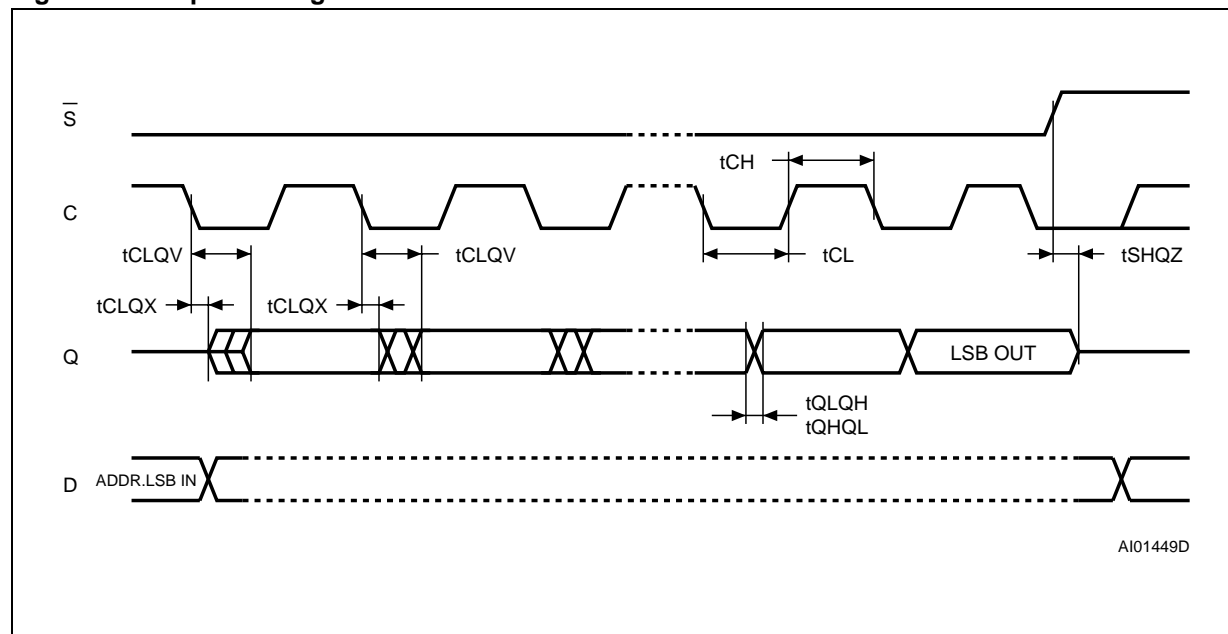 S
tCH
C
tCLQV
tCLQV
tCL
tSHQZ
tCLQX
tCLQX
Q
LSB OUT
tQLQH
tQHQL
D
ADDR.LSB IN
AI01449D